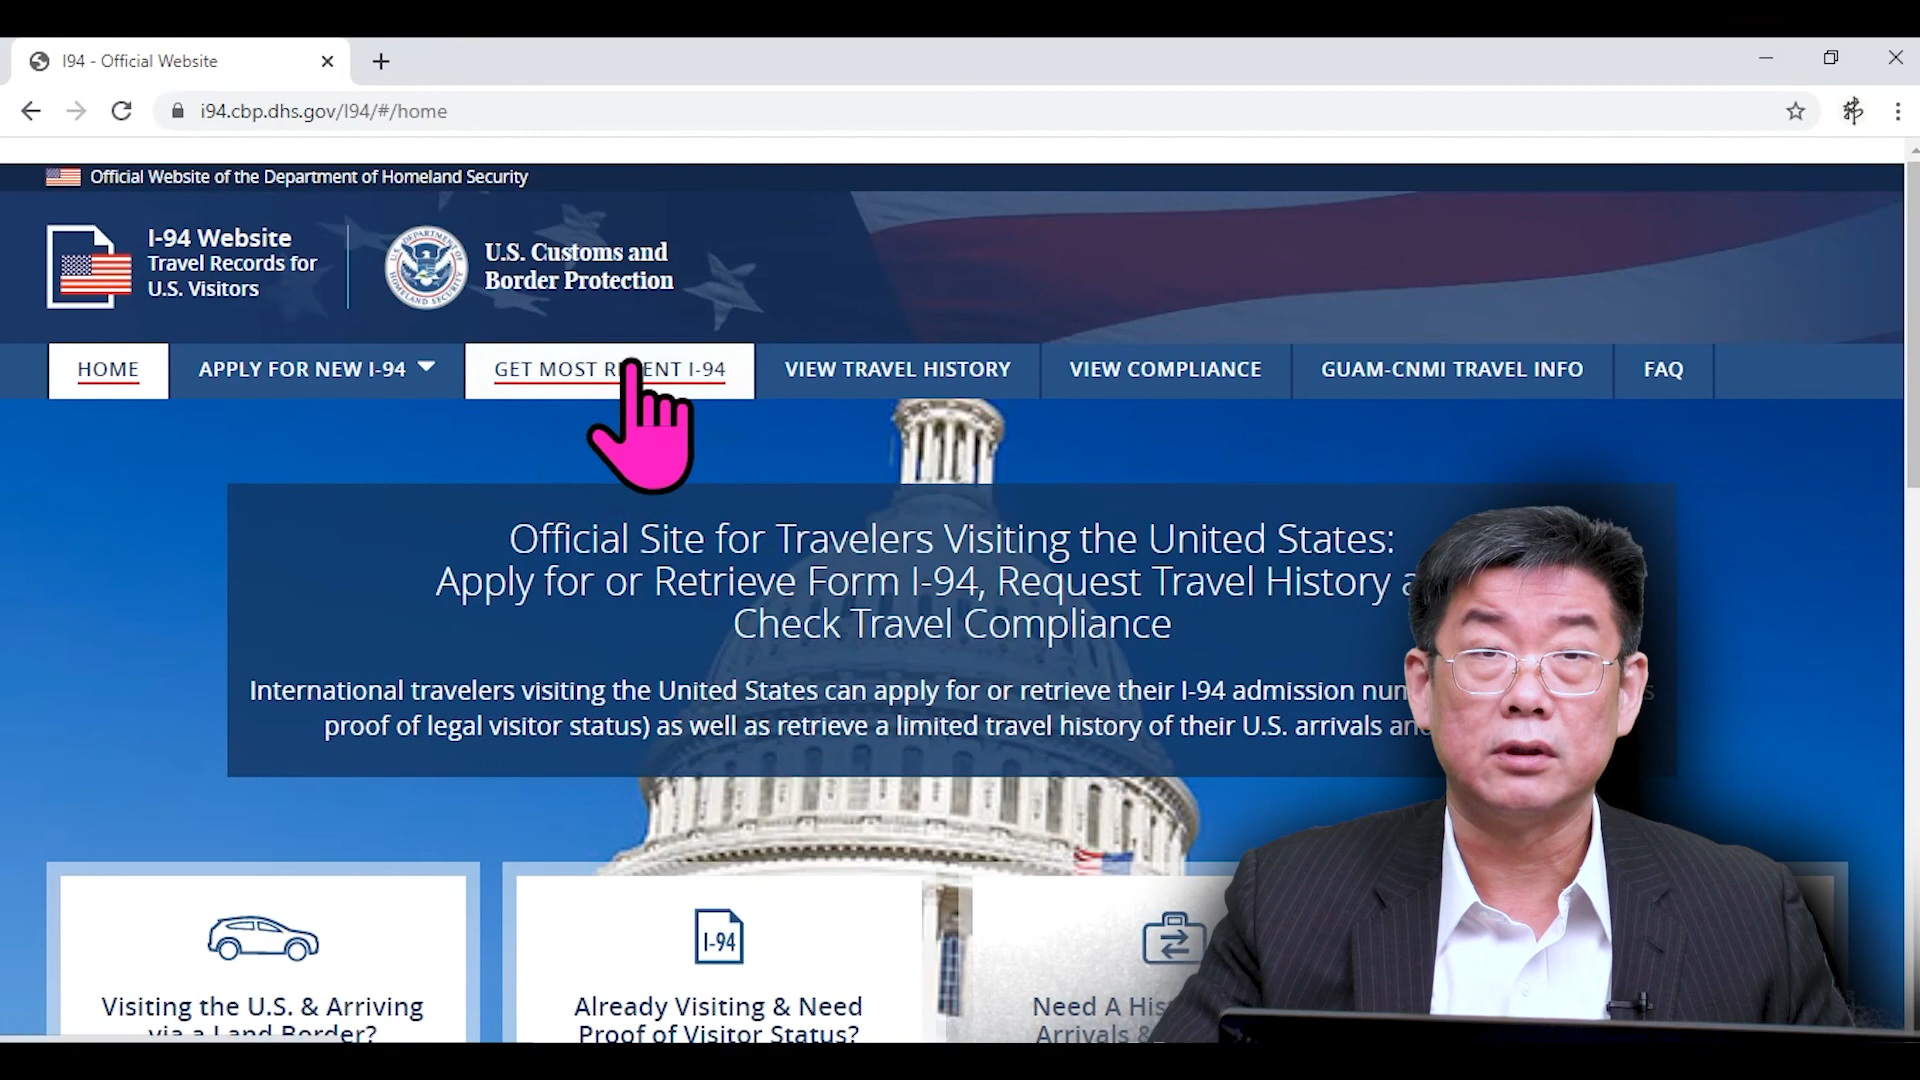 I94 - Official Website
i94.cbp.dhs.gov/I94/#/home
Official Website of the Department of Homeland Security
I-94 Website
Travel Records for
U.S. Visitors
U.S. Customs and
Border Protection
HOME
APPLY FOR NEW I-94
GET MOST RECENT I-94
VIEW TRAVEL HISTORY
VIEW COMPLIANCE
GUAM-CNMI TRAVEL INFO
FAQ
Official Site for Travelers Visiting the United States:
Apply for or Retrieve Form I-94, Request Travel History
Check Travel Compliance
International travelers visiting the United States can apply for or retrieve their I-94 admission
proof of legal visitor status) as well as retrieve a limited travel history of their U.S. arrivals
I-94
Visiting the U.S. & Arriving
via a Land Border?
Already Visiting & Need
Proof of Visitor Status?
Need A
Arrivals &